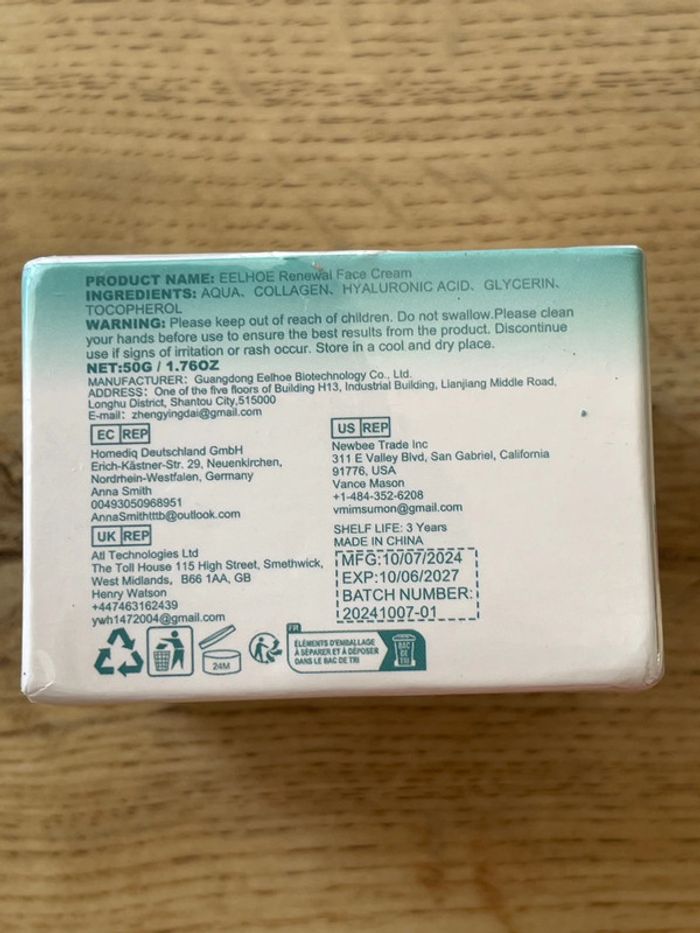 PRODUCT NAME: EELHOE Renewal Face Cream
INGREDIENTS: AQUA、COLLAGEN、HYALURONIC ACID、GLYCERIN、
TOCOPHEROL
WARNING: Please keep out of reach of children. Do not swallow.Please clean
your hands before use to ensure the best results from the product. Discontinue
use if signs of irritation or rash occur. Store in a cool and dry place.
NET:50G / 1.76OZ
MANUFACTURER: Guangdong Eelhoe Biotechnology Co., Ltd.
ADDRESS: One of the five floors of Building H13, Industrial Building, Lianjiang Middle Road,
Longhu District, Shantou City,515000
E-mail: zhengyingdai@gmail.com
EC REP
Homediq Deutschland GmbH
Erich-Kästner-Str. 29, Neuenkirchen,
Nordrhein-Westfalen, Germany
Anna Smith
00493050968951
AnnaSmithtttb@outlook.com
UK REP
Atl Technologies Ltd
The Toll House 115 High Street, Smethwick,
West Midlands, B66 1AA, GB
Henry Watson
+447463162439
ywh1472004@gmail.com
US REP
Newbee Trade Inc
311 E Valley Blvd, San Gabriel, California
91776, USA
Vance Mason
+1-484-352-6208
vmimsumon@gmail.com
SHELF LIFE: 3 Years
MADE IN CHINA
MFG:10/07/2024
EXP:10/06/2027
BATCH NUMBER:
20241007-01
24M
FR
ÉLÉMENTS D'EMBALLAGE
À SÉPARER ET À DÉPOSER
DANS LE BAC DE TRI
BAC
DE
TRI